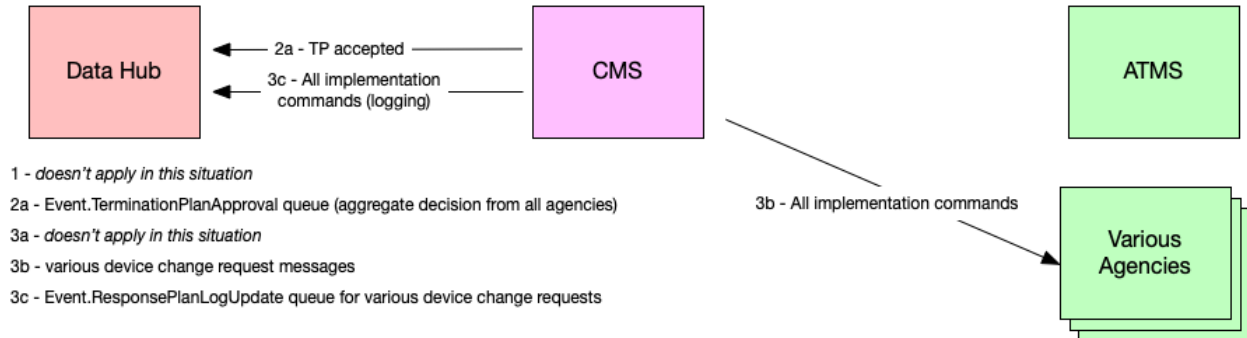 Data Hub
2a - TP accepted
3c - All implementation
commands (logging)
CMS
ATMS
1 - doesn't apply in this situation
2a - Event.TerminationPlanApproval queue (aggregate decision from all agencies)
3a - doesn't apply in this situation
3b - various device change request messages
3c - Event.ResponsePlanLogUpdate queue for various device change requests
3b - All implementation commands
Various
Agencies